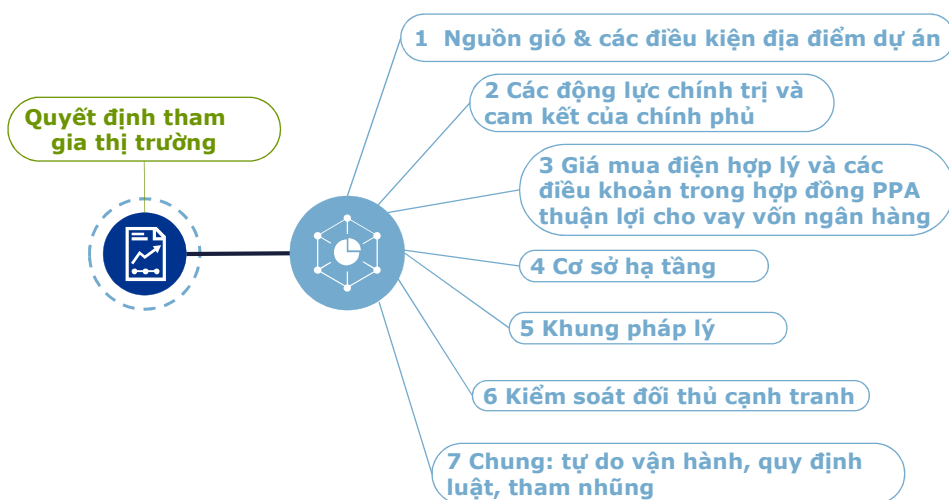 Quyết định tham
gia thị trường
1 Nguồn gió & các điều kiện địa điểm dự án
2 Các động lực chính trị và
cam kết của chính phủ
3 Giá mua điện hợp lý và các
điều khoản trong hợp đồng PPA
thuận lợi cho vay vốn ngân hàng
4 Cơ sở hạ tầng
5 Khung pháp lý
6 Kiểm soát đối thủ cạnh tranh
7 Chung: tự do vận hành, quy định
luật, tham nhũng